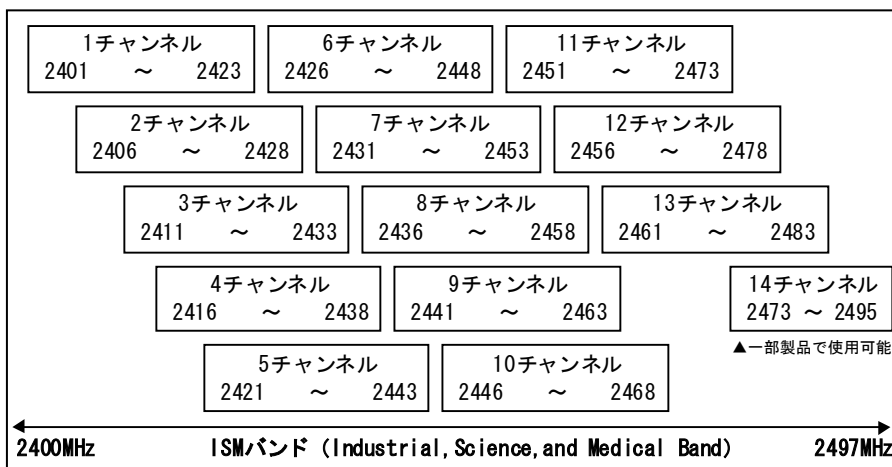 1チャンネル 6チャンネル 11チャンネル
2401 ～ 2423 2426 ～ 2448 2451 ～ 2473
2チャンネル 7チャンネル 12チャンネル
2406 ～ 2428 2431 ～ 2453 2456 ～ 2478
3チャンネル 8チャンネル 13チャンネル
2411 ～ 2433 2436 ～ 2458 2461 ～ 2483
4チャンネル 9チャンネル 14チャンネル
2416 ～ 2438 2441 ～ 2463 2473 ～ 2495
▲一部製品で使用可能
5チャンネル 10チャンネル
2421 ～ 2443 2446 ～ 2468
2400MHz ISMバンド (Industrial,Science,and Medical Band) 2497MHz